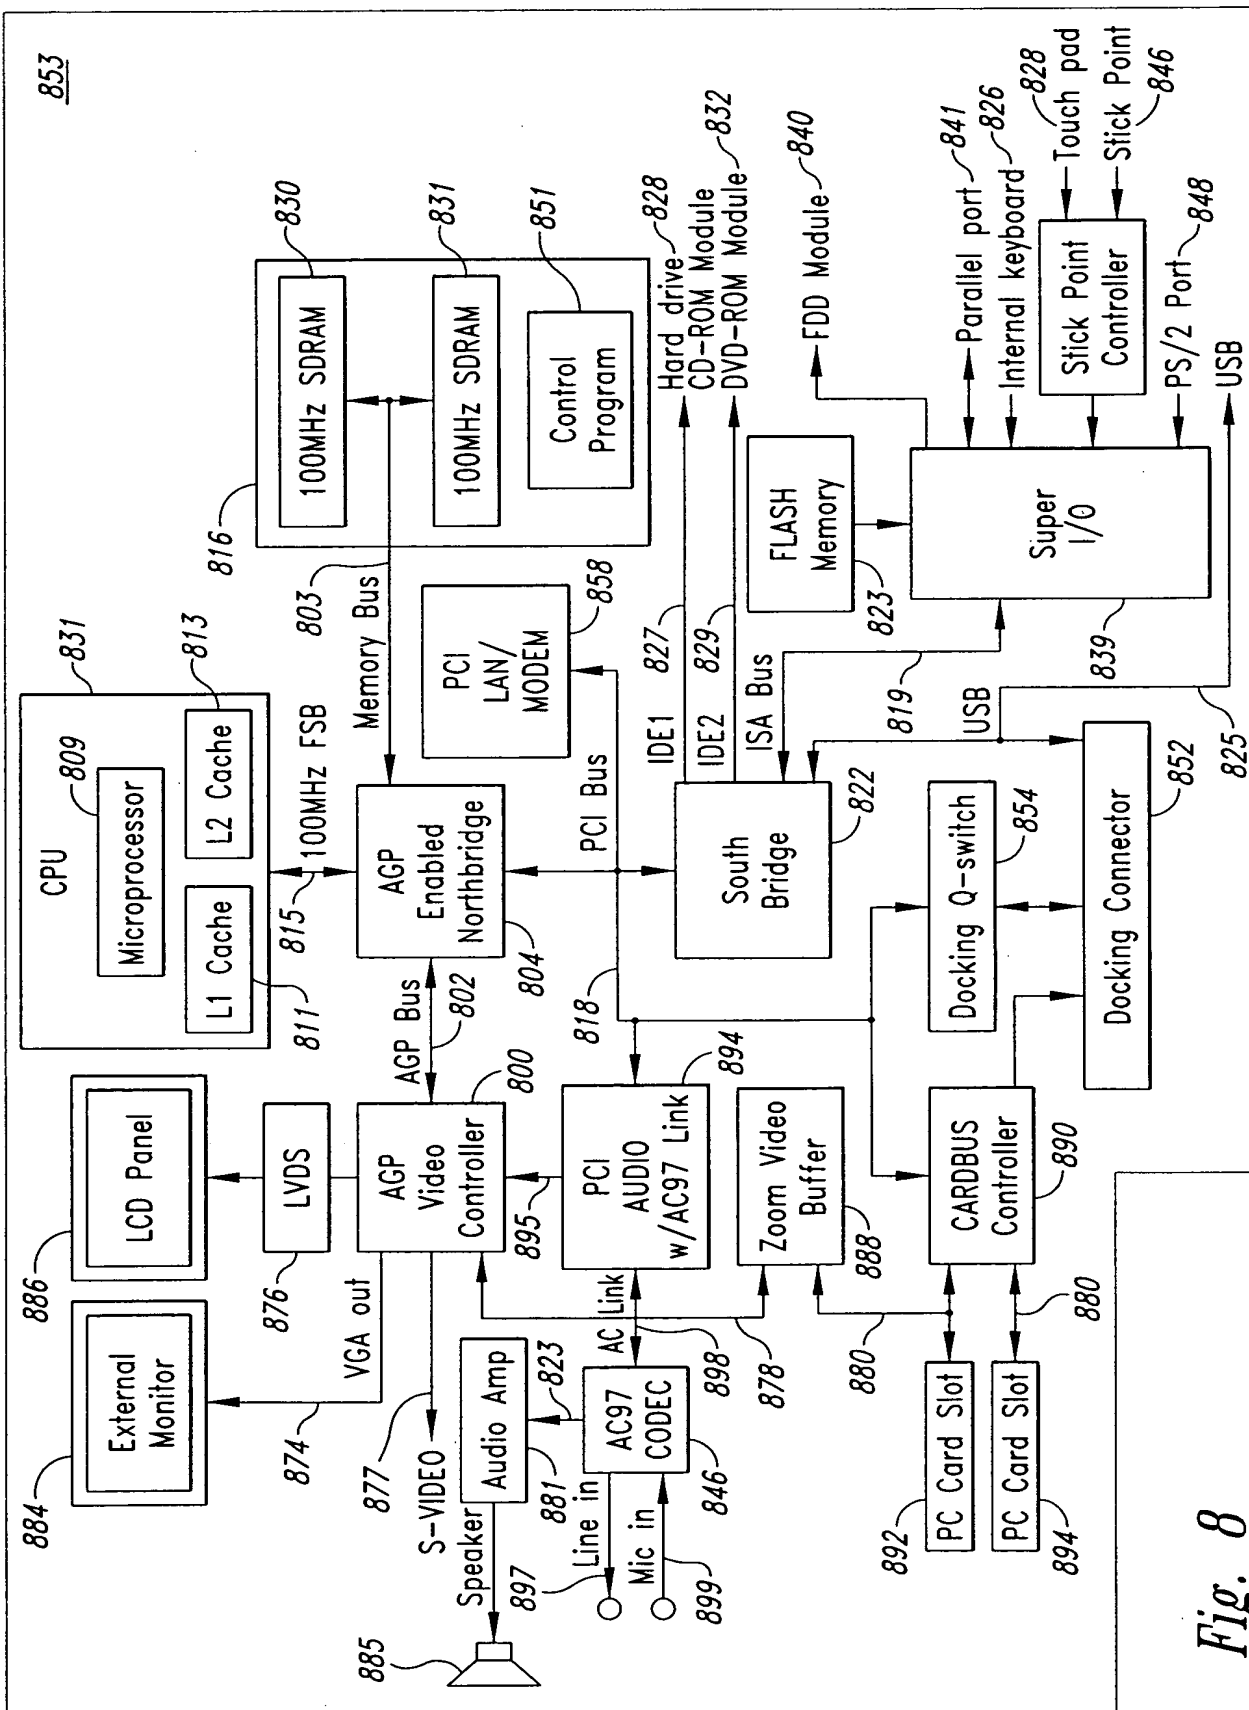 853
884
External
Monitor
886
LCD Panel
CPU
831
Microprocessor
809
L1 Cache
811
L2 Cache
813
815
100MHz FSB
816
100MHz SDRAM
830
100MHz SDRAM
831
Control
Program
851
803
Memory Bus
874
VGA out
876
LVDS
877
S-VIDEO
AGP
Video
Controller
800
AGP Bus
802
AGP
Enabled
Northbridge
804
PCI
LAN/
MODEM
858
PCI Bus
818
885
Speaker
Audio Amp
881
823
AC97
CODEC
846
Line in
897
Mic in
899
AC Link
898
895
PCI
AUDIO
w/AC97 Link
894
878
Zoom Video
Buffer
888
South
Bridge
822
IDE1
827
Hard drive
828
CD-ROM Module
IDE2
829
DVD-ROM Module
832
ISA Bus
819
USB
825
FLASH
Memory
823
FDD Module
840
Super
I/O
839
Parallel port
841
Internal keyboard
826
Stick Point
Controller
Touch pad
828
Stick Point
846
PS/2 Port
848
USB
880
880
892
PC Card Slot
PC Card Slot
894
CARDBUS
Controller
890
Docking Q-switch
854
Docking Connector
852
Fig. 8